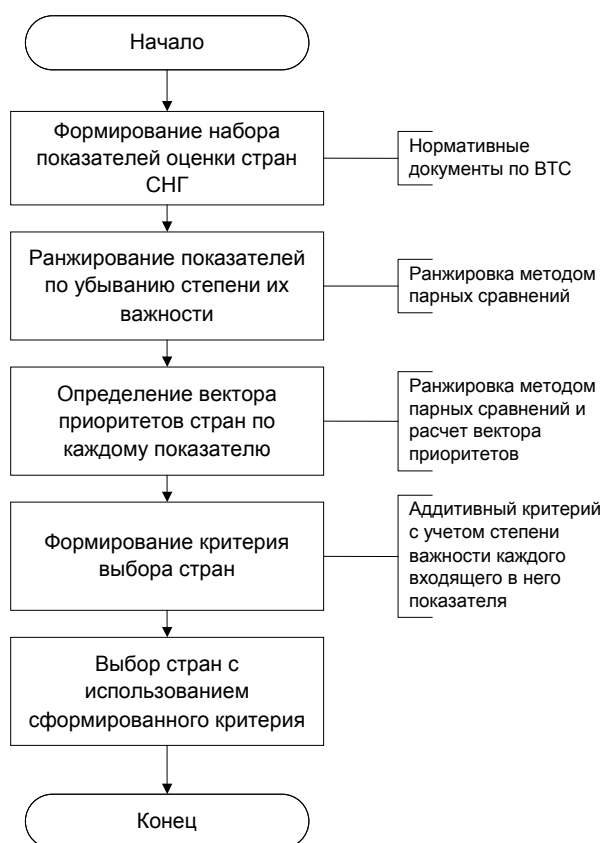 Начало
Формирование набора
показателей оценки стран
СНГ
Нормативные
документы по ВТС
Ранжирование показателей
по убыванию степени их
важности
Ранжировка методом
парных сравнений
Определение вектора
приоритетов стран по
каждому показателю
Ранжировка методом
парных сравнений и
расчет вектора
приоритетов
Формирование критерия
выбора стран
Аддитивный критерий
с учетом степени
важности каждого
входящего в него
показателя
Выбор стран с
использованием
сформированного критерия
Конец